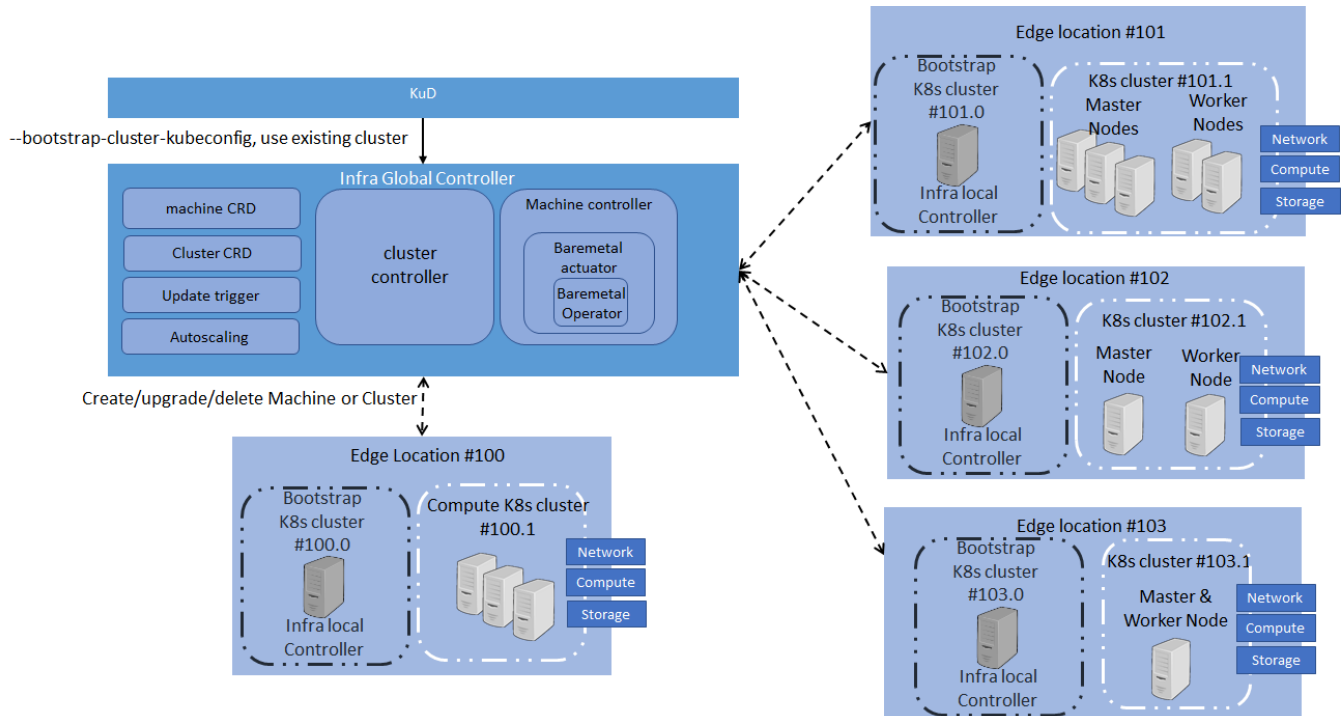 KuD
--bootstrap-cluster-kubeconfig, use existing cluster
Infra Global Controller
machine CRD
Cluster CRD
Update trigger
Autoscaling
cluster
controller
Machine controller
Baremetal
actuator
Baremetal
Operator
Create/upgrade/delete Machine or Cluster
Edge Location #100
Bootstrap
K8s cluster
#100.0
Infra local
Controller
Compute K8s cluster
#100.1
Network
Compute
Storage
Edge location #101
Bootstrap
K8s cluster
#101.0
Infra local
Controller
K8s cluster #101.1
Master
Nodes
Worker
Nodes
Network
Compute
Storage
Edge location #102
Bootstrap
K8s cluster
#102.0
Infra local
Controller
K8s cluster #102.1
Master
Node
Worker
Node
Network
Compute
Storage
Edge location #103
Bootstrap
K8s cluster
#103.0
Infra local
Controller
K8s cluster #103.1
Master &
Worker Node
Network
Compute
Storage